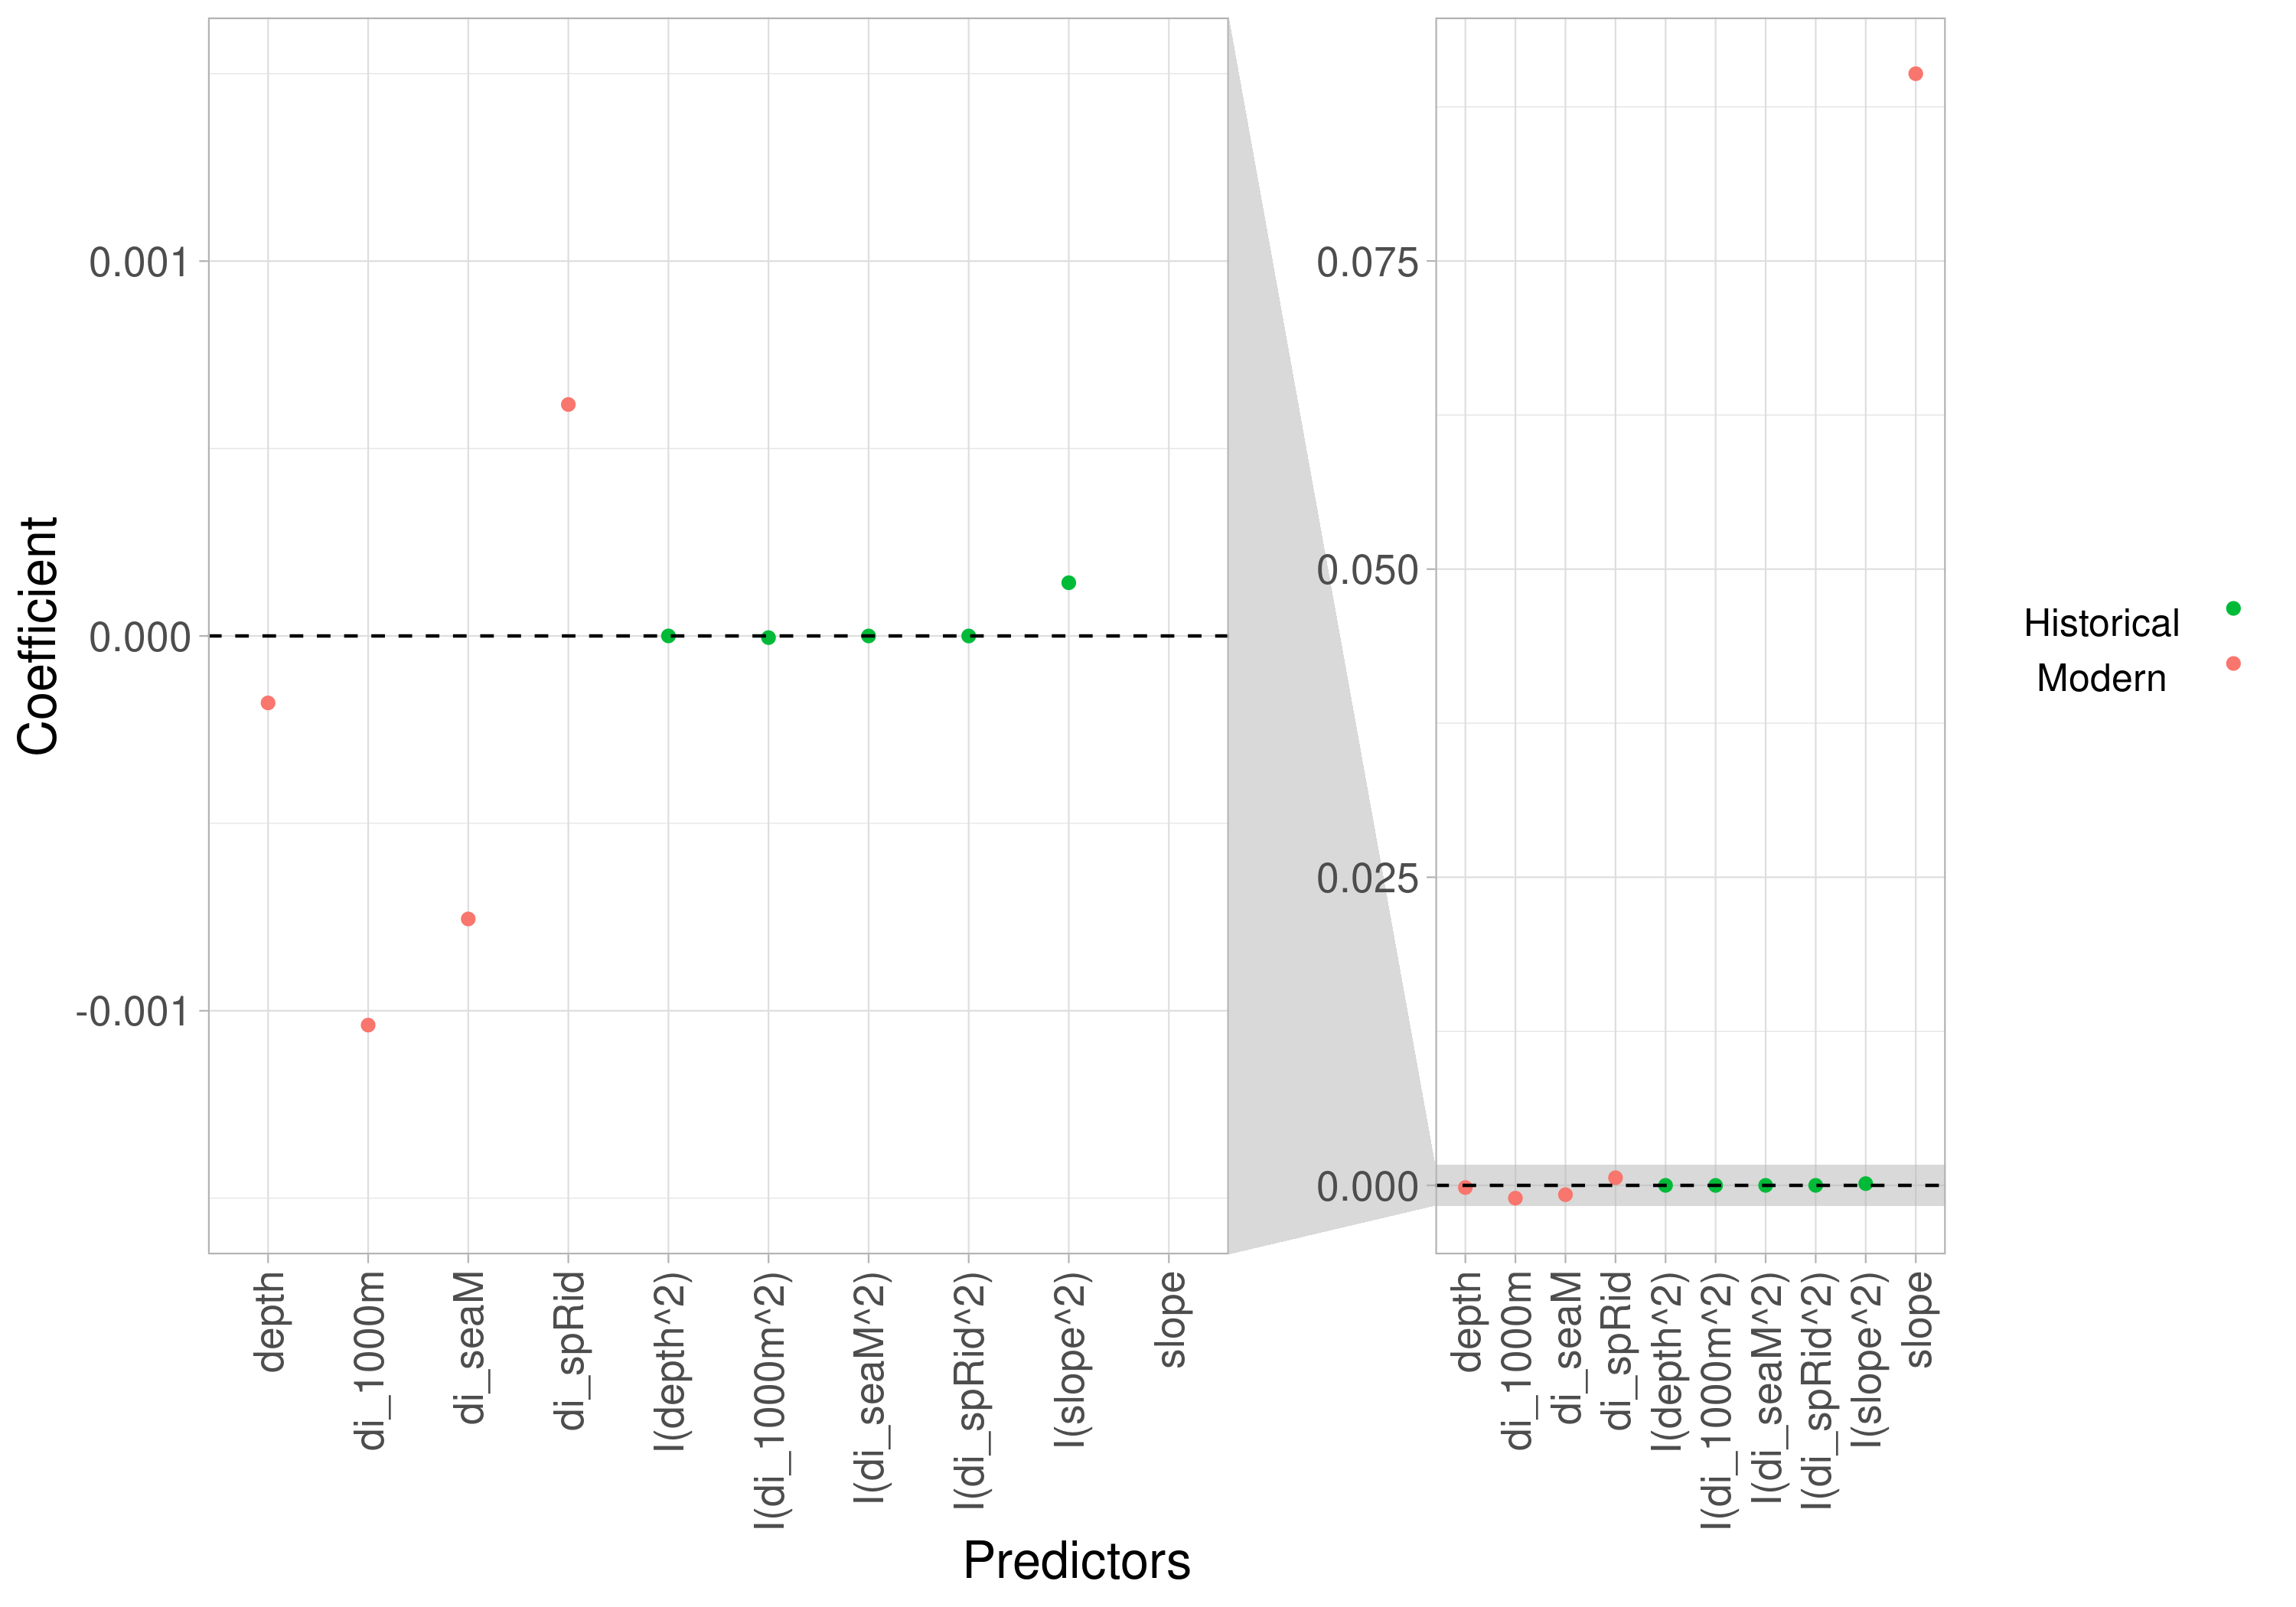 Coefficient
0.001
0.000
-0.001
depth
di_1000m
di_seaM
di_spRid
I(depth^2)
I(di_1000m^2)
I(di_seaM^2)
I(di_spRid^2)
I(slope^2)
slope
0.075
0.050
0.025
0.000
depth
di_1000m
di_seaM
di_spRid
I(depth^2)
I(di_1000m^2)
I(di_seaM^2)
I(di_spRid^2)
I(slope^2)
slope
Predictors
Historical
Modern